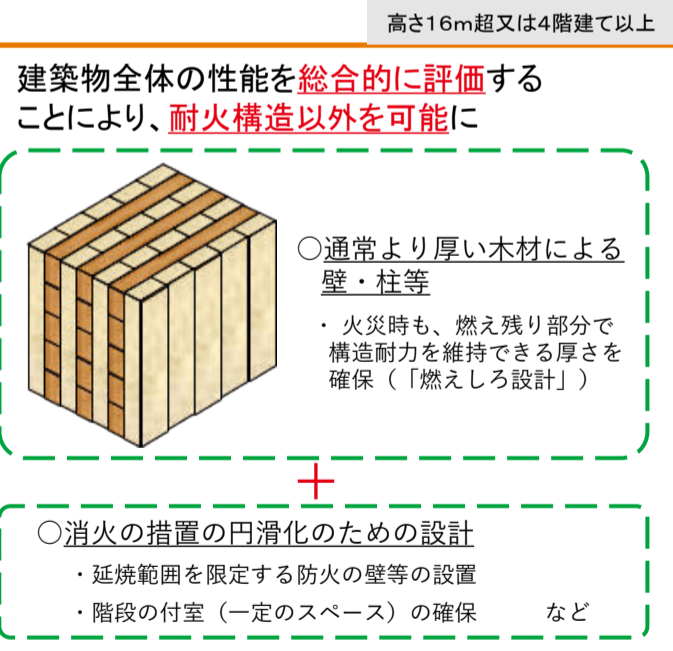 高さ16m超又は4階建て以上
建築物全体の性能を総合的に評価する
ことにより、耐火構造以外を可能に
○通常より厚い木材による
壁・柱等
・ 火災時も、燃え残り部分で
構造耐力を維持できる厚さを
確保（「燃えしろ設計」）
＋
○消火の措置の円滑化のための設計
・延焼範囲を限定する防火の壁等の設置
・階段の付室（一定のスペース）の確保　　など